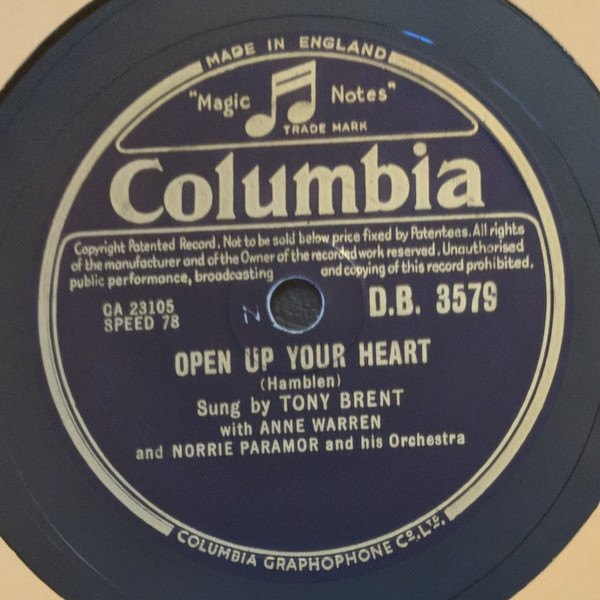 MADE IN ENGLAND
"Magic Notes"
TRADE MARK
Columbia
Copyright Patented Record. Not to be sold below price fixed by Patentees. All rights
of the manufacturer and of the Owner of the recorded work reserved. Unauthorised
public performance, broadcasting and copying of this record prohibited.
CA 23105
SPEED 78
N
D.B. 3579
OPEN UP YOUR HEART
(Hamblen)
Sung by TONY BRENT
with ANNE WARREN
and NORRIE PARAMOR and his Orchestra
COLUMBIA GRAPHOPHONE CO. LTD.